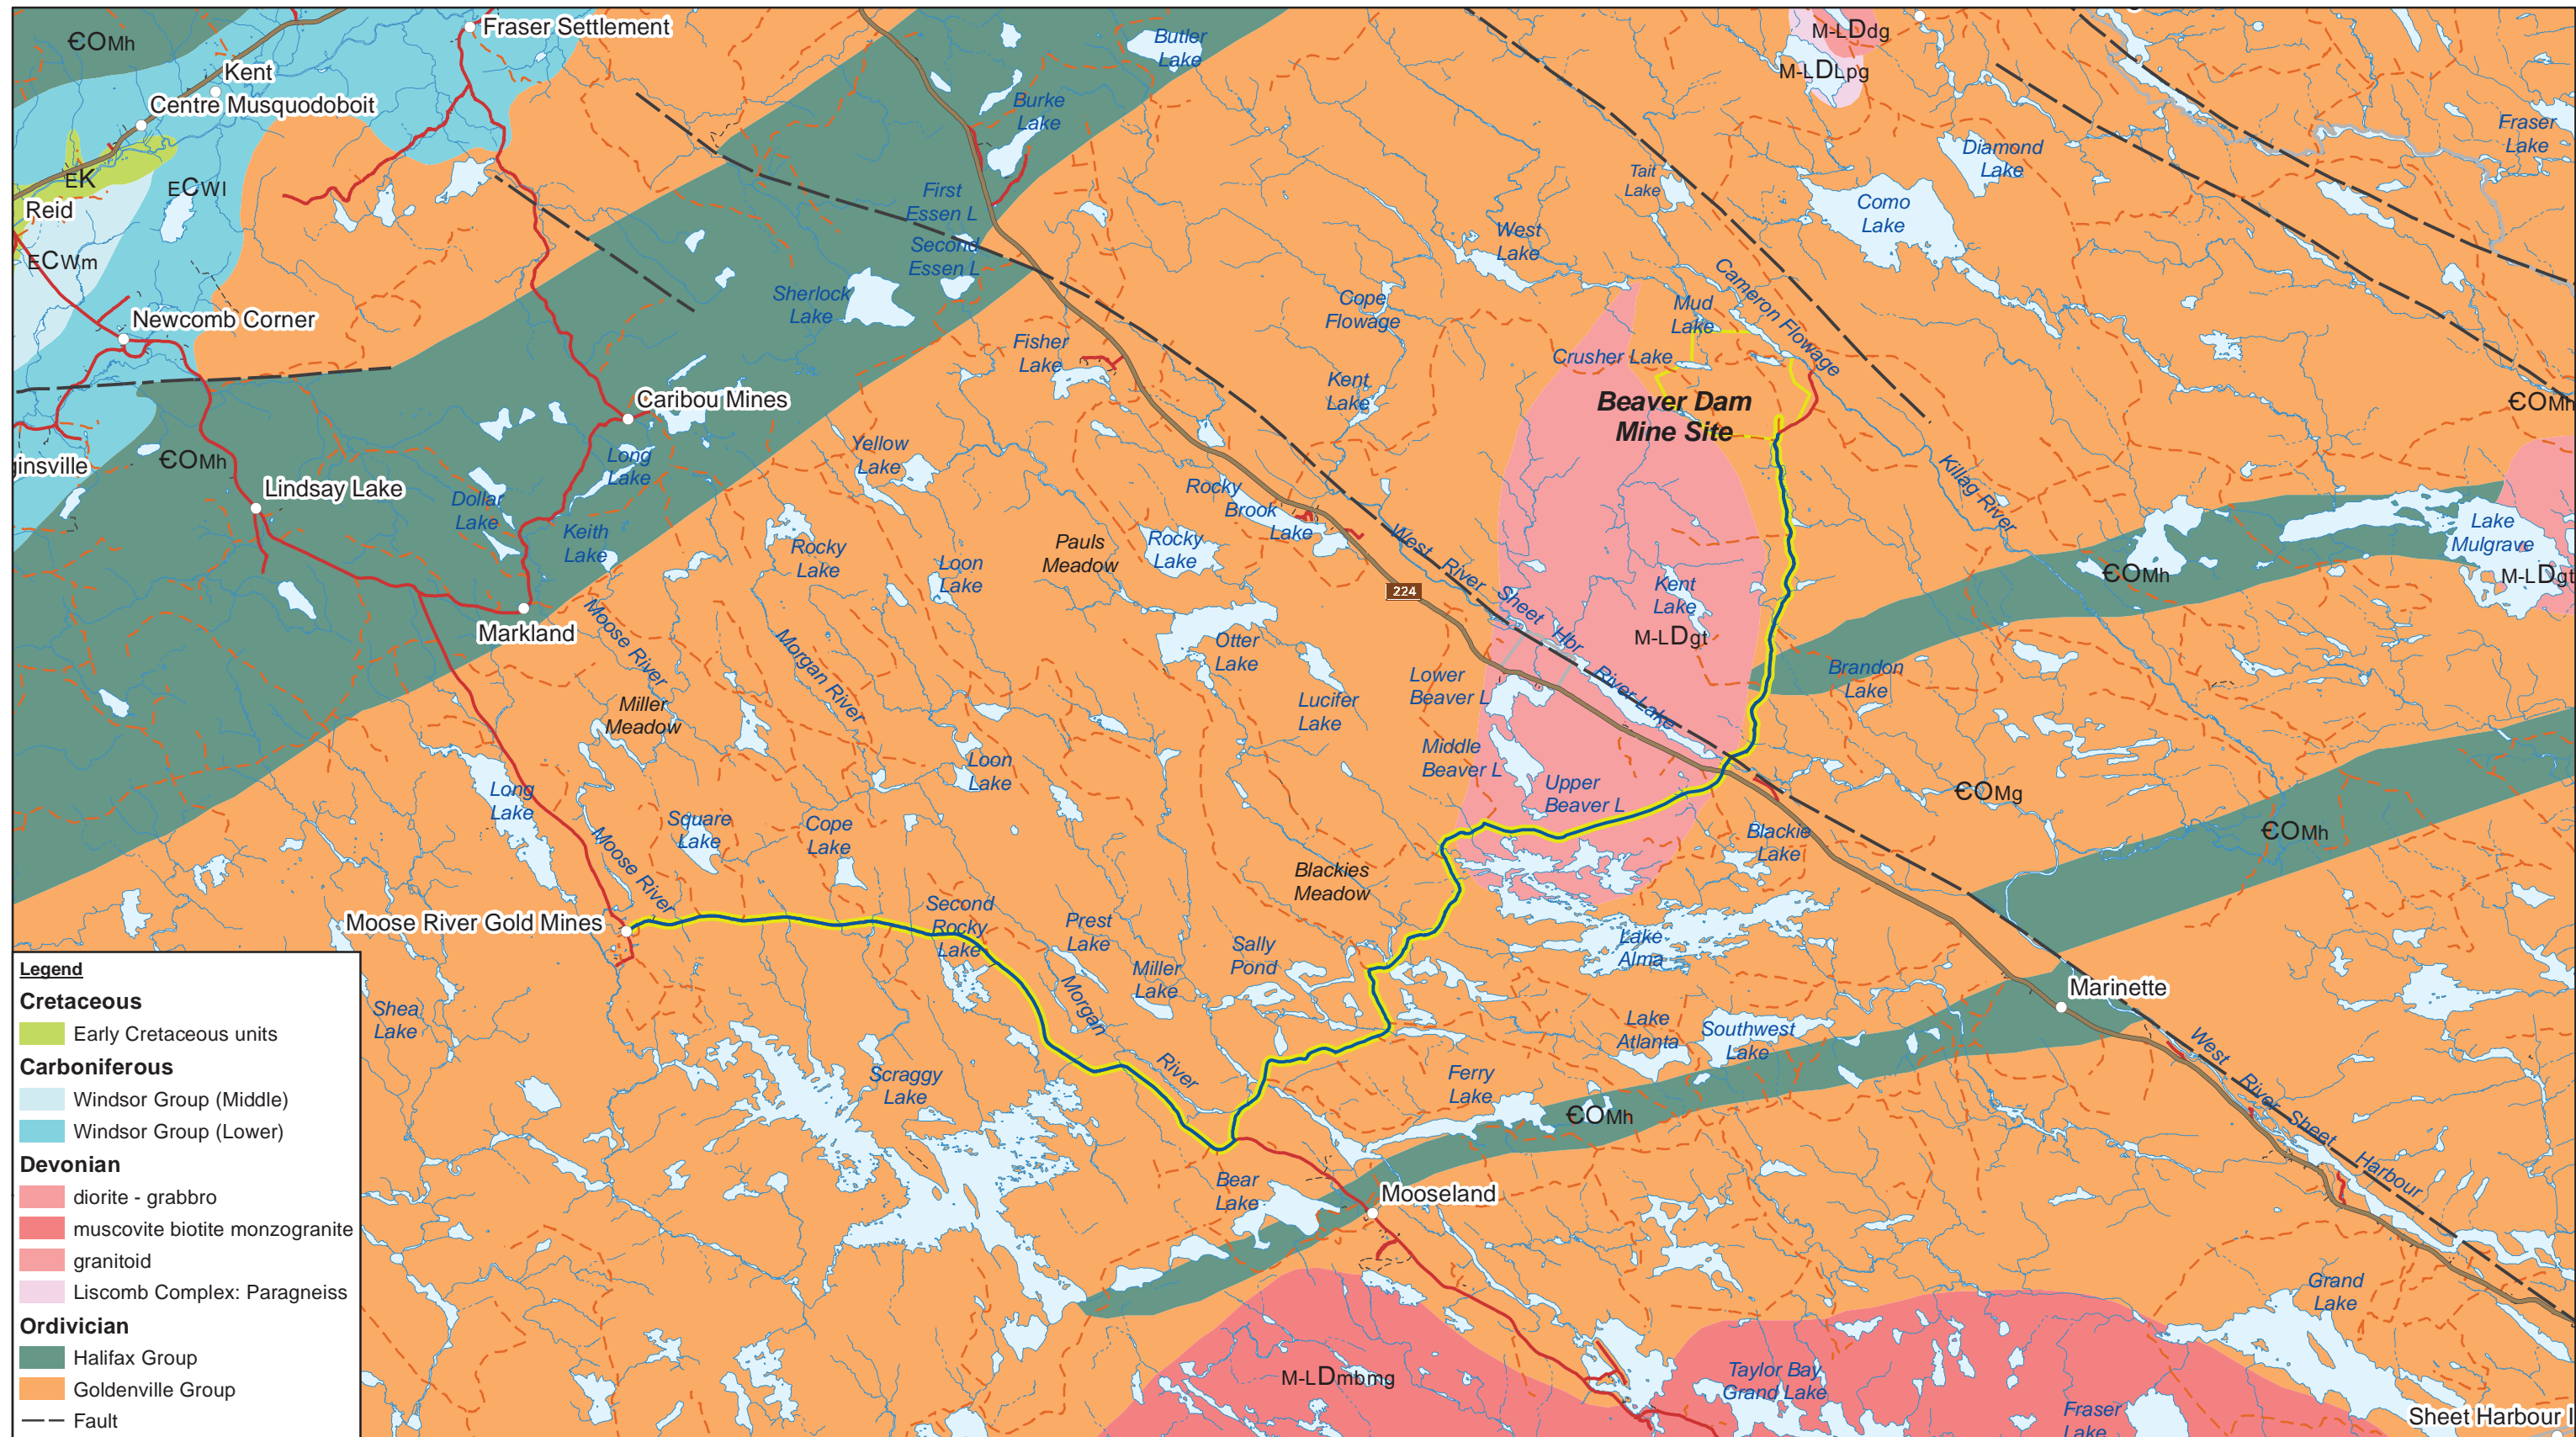 ЄOMh
Fraser Settlement
Kent
Centre Musquodoboit
EK
ECWl
Reid
ECWm
Newcomb Corner
ginsville
ЄOMh
Lindsay Lake
Caribou Mines
Markland
Butler
Lake
Burke
Lake
First
Essen L
Second
Essen L
Sherlock
Lake
Fisher
Lake
Yellow
Lake
Long
Lake
Dollar
Lake
Keith
Lake
M-LDdg
M-LDLpg
Tait
Lake
West
Lake
Diamond
Lake
Como
Lake
Fraser
Lake
Cope
Flowage
Kent
Lake
Mud
Lake
Cameron Flowage
Crusher Lake
Beaver Dam
Mine Site
Killag River
ЄOMh
Lake
Mulgrave
M-LDgt
ЄOMh
Rocky
Brook
Lake
Pauls
Meadow
Rocky
Lake
Rocky
Lake
Loon
Lake
West River Sheet Hbr
River Lake
224
Kent
Lake
M-LDgt
Otter
Lake
Lucifer
Lake
Lower
Beaver L
Middle
Beaver L
Upper
Beaver L
Brandon
Lake
Moose River
Morgan River
Miller
Meadow
Loon
Lake
Long
Lake
Square
Lake
Cope
Lake
Moose River
Moose River Gold Mines
Blackie
Lake
ЄOMg
ЄOMh
Blackies
Meadow
Second
Rocky
Lake
Prest
Lake
Miller
Lake
Sally
Pond
Lake
Alma
Morgan
River
Shea
Lake
Scraggy
Lake
Lake
Atlanta
Southwest
Lake
Marinette
West
River Sheet
Harbour
Ferry
Lake
ЄOMh
Bear
Lake
Mooseland
M-LDmbmg
Taylor Bay
Grand Lake
Grand
Lake
Fraser
Lake
Sheet Harbour I
Legend
Cretaceous
Early Cretaceous units
Carboniferous
Windsor Group (Middle)
Windsor Group (Lower)
Devonian
diorite - grabbro
muscovite biotite monzogranite
granitoid
Liscomb Complex: Paragneiss
Ordivician
Halifax Group
Goldenville Group
Fault